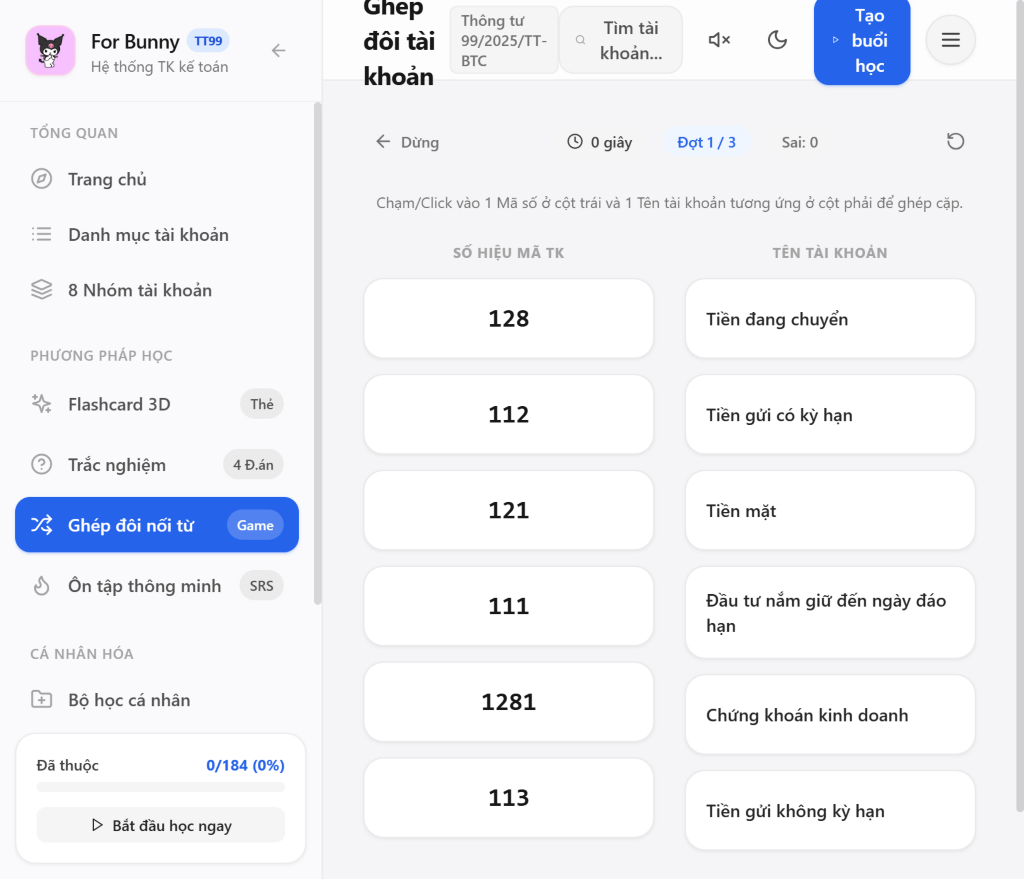 For Bunny TT99
Hệ thống TK kế toán
TỔNG QUAN
Trang chủ
Danh mục tài khoản
8 Nhóm tài khoản
PHƯƠNG PHÁP HỌC
Flashcard 3D Thẻ
Trắc nghiệm 4 Đ.án
Ghép đôi nối từ Game
Ôn tập thông minh SRS
CÁ NHÂN HÓA
Bộ học cá nhân
Đã thuộc 0/184 (0%)
Bắt đầu học ngay
Ghép
đôi tài
khoản
Thông tư
99/2025/TT-
BTC
Tìm tài
khoản...
Tạo
buổi
học
Dừng
0 giây
Đợt 1 / 3
Sai: 0
Chạm/Click vào 1 Mã số ở cột trái và 1 Tên tài khoản tương ứng ở cột phải để ghép cặp.
SỐ HIỆU MÃ TK
128
112
121
111
1281
113
TÊN TÀI KHOẢN
Tiền đang chuyển
Tiền gửi có kỳ hạn
Tiền mặt
Đầu tư nắm giữ đến ngày đáo
hạn
Chứng khoán kinh doanh
Tiền gửi không kỳ hạn